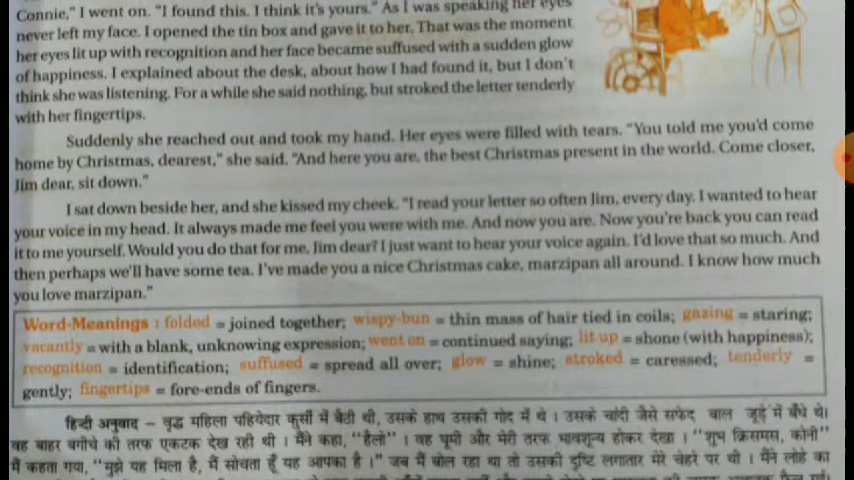 Connie," I went on. "I found this. I think it's yours." As I was speaking her eyes
never left my face. I opened the tin box and gave it to her. That was the moment
her eyes lit up with recognition and her face became suffused with a sudden glow
of happiness. I explained about the desk, about how I had found it, but I don't
think she was listening. For a while she said nothing, but stroked the letter tenderly
with her fingertips.
Suddenly she reached out and took my hand. Her eyes were filled with tears. "You told me you'd come
home by Christmas, dearest," she said. "And here you are, the best Christmas present in the world. Come closer,
Jim dear, sit down."
I sat down beside her, and she kissed my cheek. "I read your letter so often Jim, every day. I wanted to hear
your voice in my head. It always made me feel you were with me. And now you are. Now you're back you can read
it to me yourself. Would you do that for me, Jim dear? I just want to hear your voice again. I'd love that so much. And
then perhaps we'll have some tea. I've made you a nice Christmas cake, marzipan all around. I know how much
you love marzipan."
Word-Meanings : folded = joined together; wispy-bun = thin mass of hair tied in coils; gazing = staring;
vacantly = with a blank, unknowing expression; went on = continued saying; lit up = shone (with happiness);
recognition = identification; suffused = spread all over; glow = shine; stroked = caressed; tenderly =
gently; fingertips = fore-ends of fingers.
हिन्दी अनुवाद – वृद्ध महिला पहियेदार कुर्सी में बैठी थी, उसके हाथ उसकी गोद में थे । उसके चांदी जैसे सफेद बाल जूड़े में बँधे थे।
वह बाहर बगीचे की तरफ एकटक देख रही थी । मैंने कहा, "हैलो" । वह घूमी और मेरी तरफ भावशून्य होकर देखा । "शुभ क्रिसमस, कोनी"
मैं कहता गया, "मुझे यह मिला है, मैं सोचता हूँ यह आपका है ।" जब मैं बोल रहा था तो उसकी दृष्टि लगातार मेरे चेहरे पर थी । मैंने लोहे का